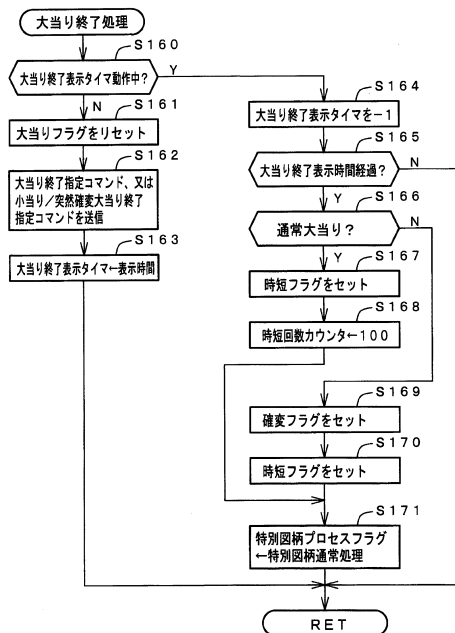 大当り終了処理
S160
大当り終了表示タイマ動作中?
Y
N
S161
大当りフラグをリセット
S162
大当り終了指定コマンド、又は
小当り/突然確変大当り終了
指定コマンドを送信
S163
大当り終了表示タイマ←表示時間
S164
大当り終了表示タイマを−1
S165
大当り終了表示時間経過?
N
Y
S166
通常大当り?
N
Y
S167
時短フラグをセット
S168
時短回数カウンタ←100
S169
確変フラグをセット
S170
時短フラグをセット
S171
特別図柄プロセスフラグ
←特別図柄通常処理
RET